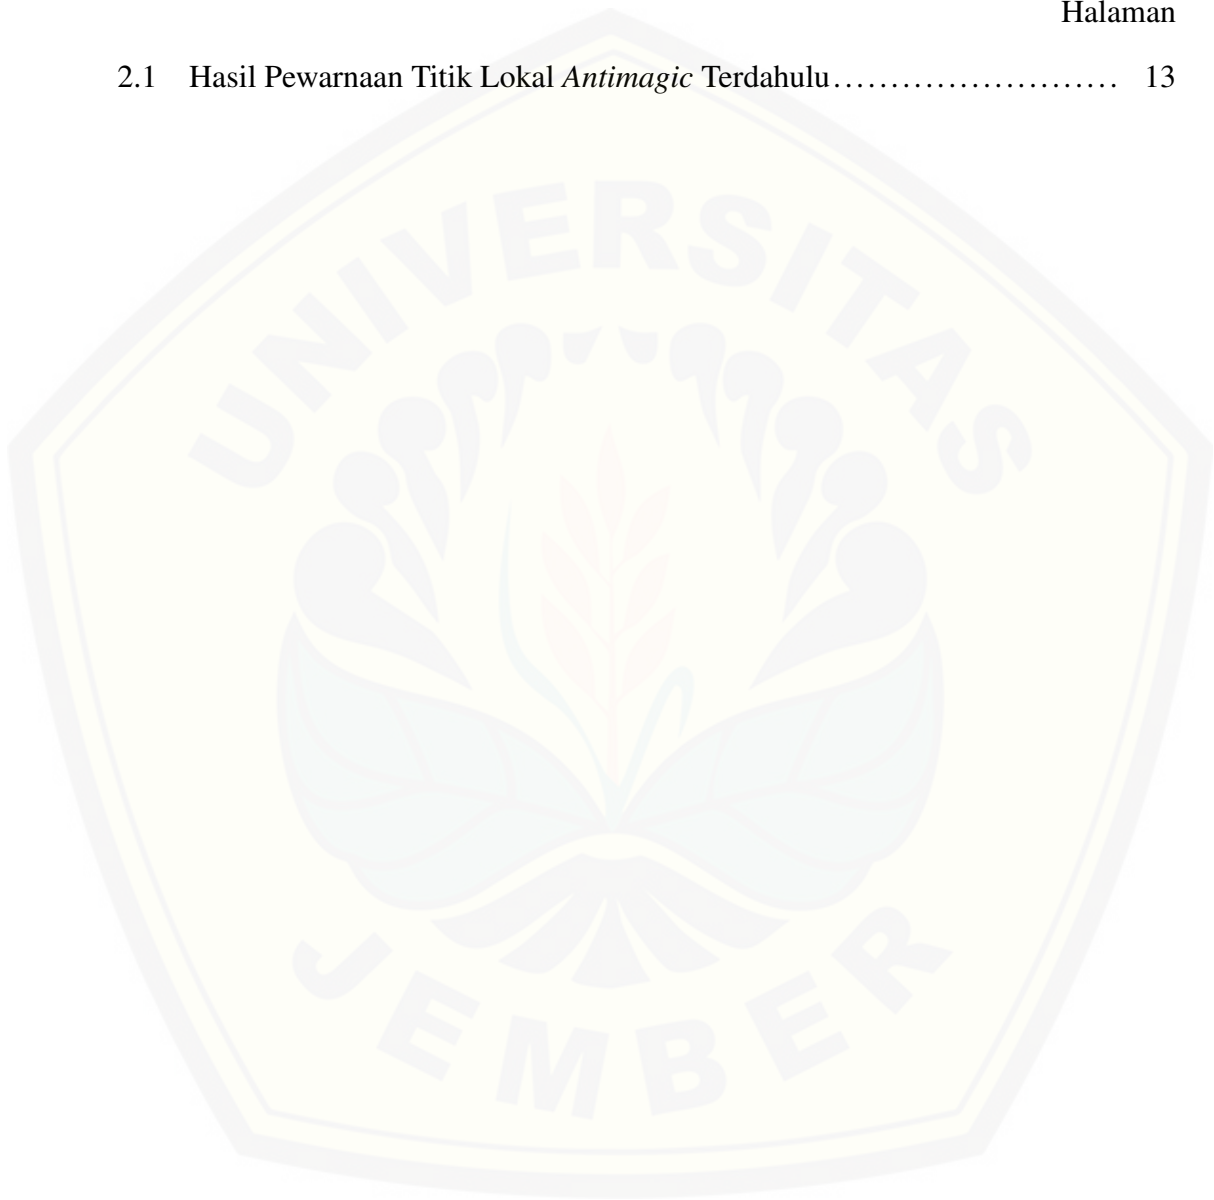 Halaman
2.1 Hasil Pewarnaan Titik Lokal Antimagic Terdahulu ......................... 13
UNIVERSITAS
JEMBER